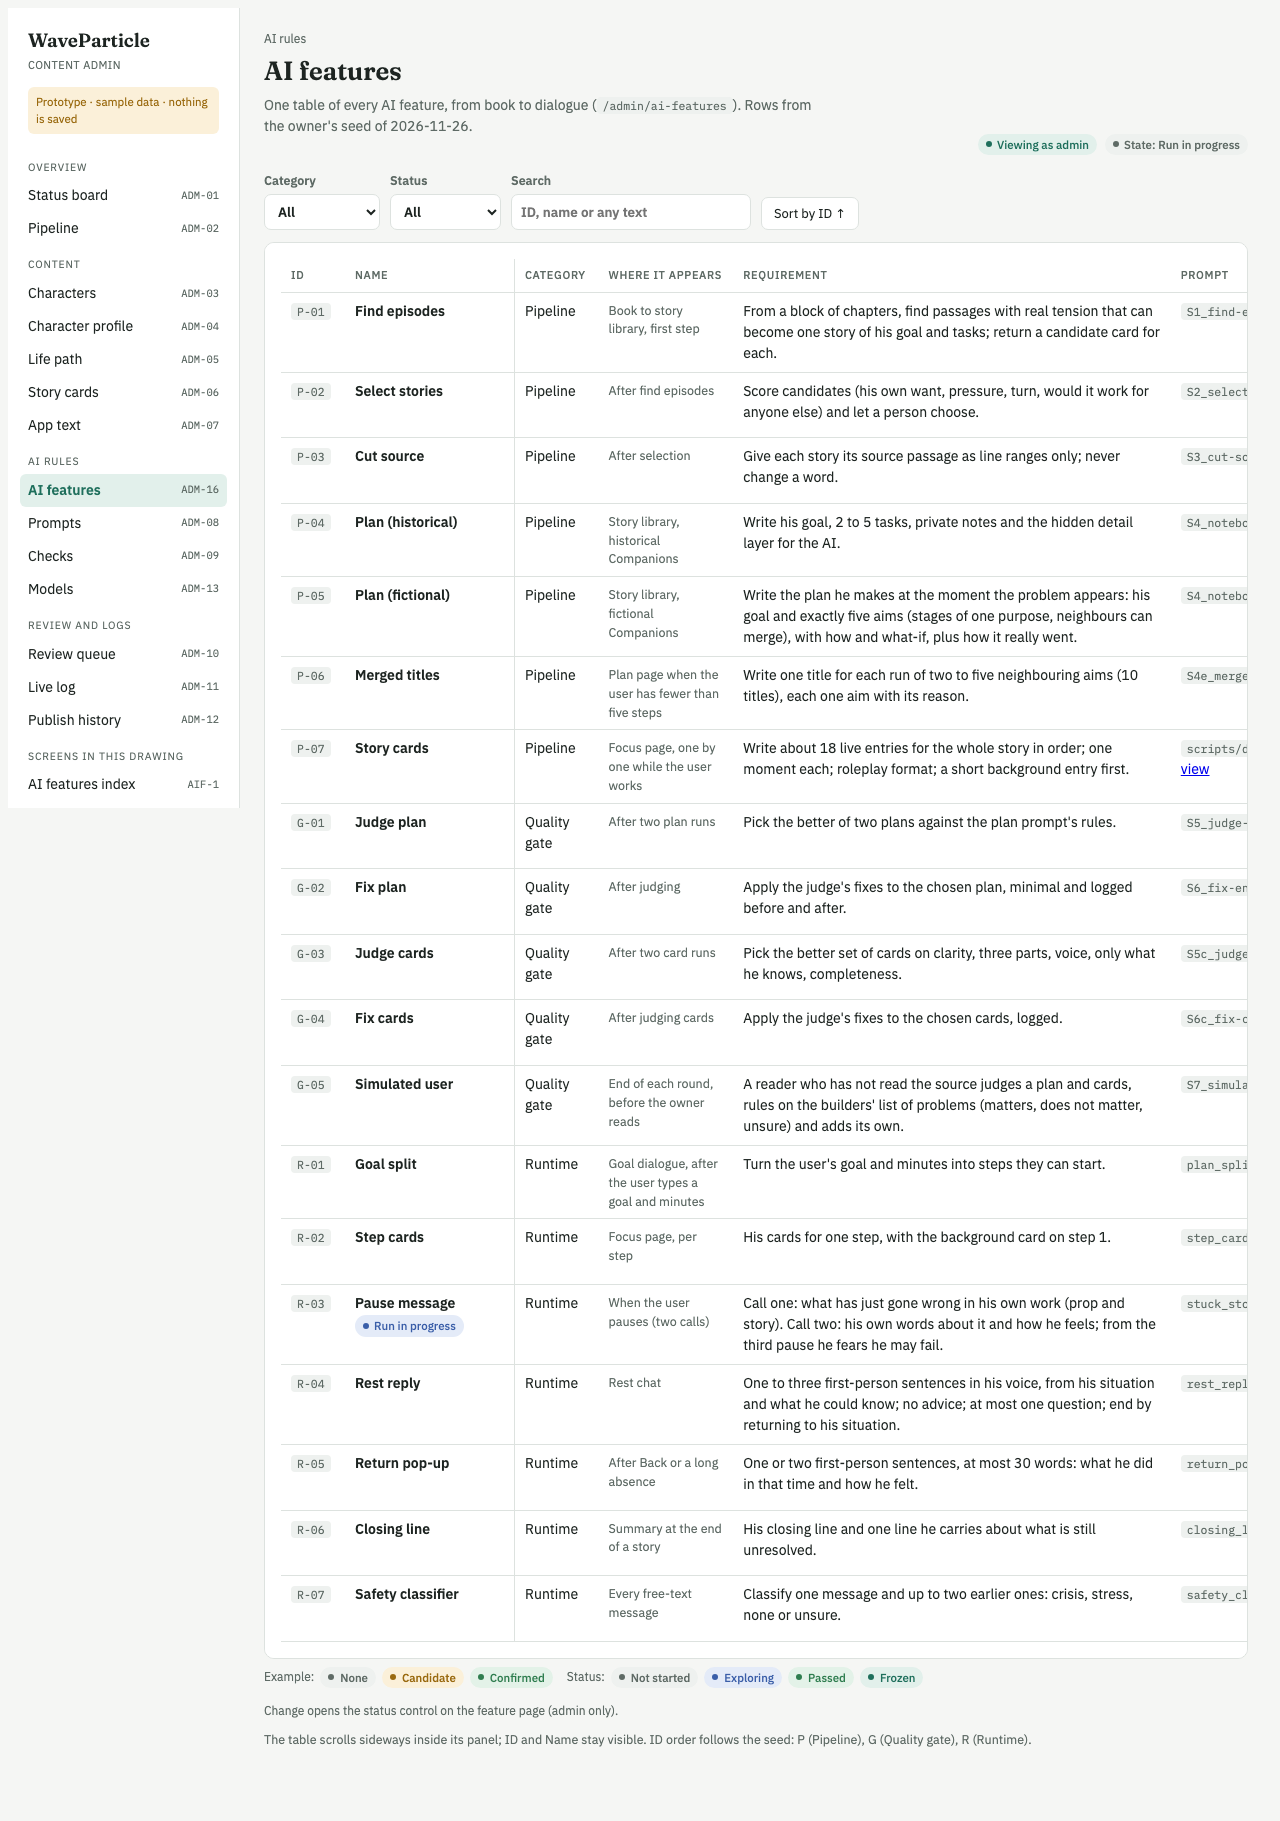 WaveParticle
CONTENT ADMIN
Prototype · sample data · nothing
is saved
OVERVIEW
Status board ADM-01
Pipeline ADM-02
CONTENT
Characters ADM-03
Character profile ADM-04
Life path ADM-05
Story cards ADM-06
App text ADM-07
AI RULES
AI features ADM-16
Prompts ADM-08
Checks ADM-09
Models ADM-13
REVIEW AND LOGS
Review queue ADM-10
Live log ADM-11
Publish history ADM-12
SCREENS IN THIS DRAWING
AI features index AIF-1
AI rules
AI features
One table of every AI feature, from book to dialogue ( /admin/ai-features ). Rows from
the owner's seed of 2026-11-26.
Viewing as admin
State: Run in progress
Category Status Search
All All ID, name or any text Sort by ID ↑
ID NAME CATEGORY WHERE IT APPEARS REQUIREMENT PROMPT
P-01 Find episodes Pipeline Book to story
library, first step
From a block of chapters, find passages with real tension that can
become one story of his goal and tasks; return a candidate card for
each.
S1_find-e
P-02 Select stories Pipeline After find episodes
Score candidates (his own want, pressure, turn, would it work for
anyone else) and let a person choose.
S2_select
P-03 Cut source Pipeline After selection
Give each story its source passage as line ranges only; never
change a word.
S3_cut-so
P-04 Plan (historical) Pipeline Story library,
historical
Companions
Write his goal, 2 to 5 tasks, private notes and the hidden detail
layer for the AI.
S4_notebo
P-05 Plan (fictional) Pipeline Story library,
fictional
Companions
Write the plan he makes at the moment the problem appears: his
goal and exactly five aims (stages of one purpose, neighbours can
merge), with how and what-if, plus how it really went.
S4_notebo
P-06 Merged titles Pipeline Plan page when the
user has fewer than
five steps
Write one title for each run of two to five neighbouring aims (10
titles), each one aim with its reason.
S4e_merge
P-07 Story cards Pipeline Focus page, one by
one while the user
works
Write about 18 live entries for the whole story in order; one
moment each; roleplay format; a short background entry first.
scripts/d
view
G-01 Judge plan Quality
gate
After two plan runs
Pick the better of two plans against the plan prompt's rules.
S5_judge-
G-02 Fix plan Quality
gate
After judging
Apply the judge's fixes to the chosen plan, minimal and logged
before and after.
S6_fix-en
G-03 Judge cards Quality
gate
After two card runs
Pick the better set of cards on clarity, three parts, voice, only what
he knows, completeness.
S5c_judge
G-04 Fix cards Quality
gate
After judging cards
Apply the judge's fixes to the chosen cards, logged.
S6c_fix-c
G-05 Simulated user Quality
gate
End of each round,
before the owner
reads
A reader who has not read the source judges a plan and cards,
rules on the builders' list of problems (matters, does not matter,
unsure) and adds its own.
S7_simula
R-01 Goal split Runtime Goal dialogue, after
the user types a
goal and minutes
Turn the user's goal and minutes into steps they can start.
plan_spli
R-02 Step cards Runtime Focus page, per
step
His cards for one step, with the background card on step 1.
step_card
R-03 Pause message
Run in progress
Runtime When the user
pauses (two calls)
Call one: what has just gone wrong in his own work (prop and
story). Call two: his own words about it and how he feels; from the
third pause he fears he may fail.
stuck_sto
R-04 Rest reply Runtime Rest chat
One to three first-person sentences in his voice, from his situation
and what he could know; no advice; at most one question; end by
returning to his situation.
rest_repl
R-05 Return pop-up Runtime After Back or a long
absence
One or two first-person sentences, at most 30 words: what he did
in that time and how he felt.
return_po
R-06 Closing line Runtime Summary at the end
of a story
His closing line and one line he carries about what is still
unresolved.
closing_l
R-07 Safety classifier Runtime Every free-text
message
Classify one message and up to two earlier ones: crisis, stress,
none or unsure.
safety_cl
Example: None Candidate Confirmed Status: Not started Exploring Passed Frozen
Change opens the status control on the feature page (admin only).
The table scrolls sideways inside its panel; ID and Name stay visible. ID order follows the seed: P (Pipeline), G (Quality gate), R (Runtime).